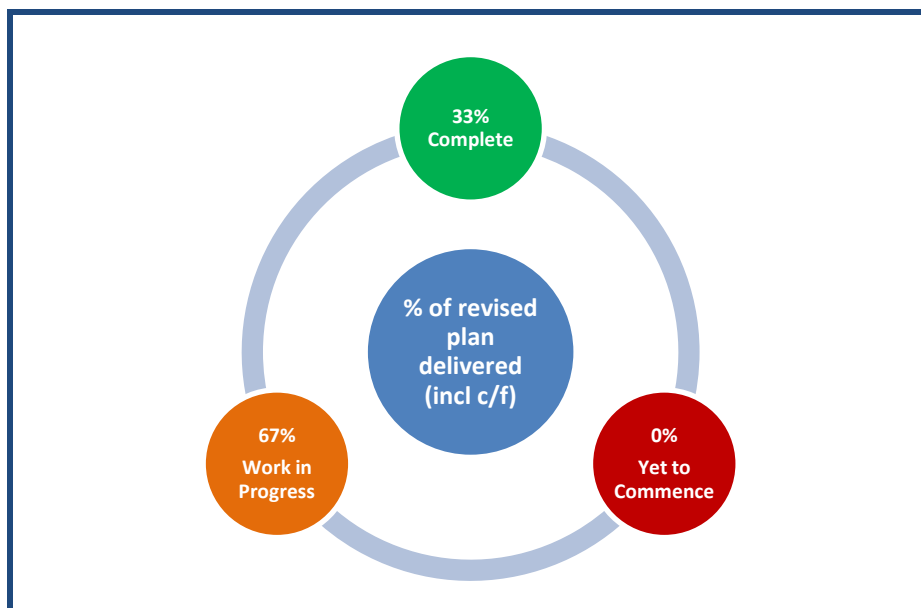 33%
Complete
% of revised
plan
delivered
(incl c/f)
67%
Work in
Progress
0%
Yet to
Commence